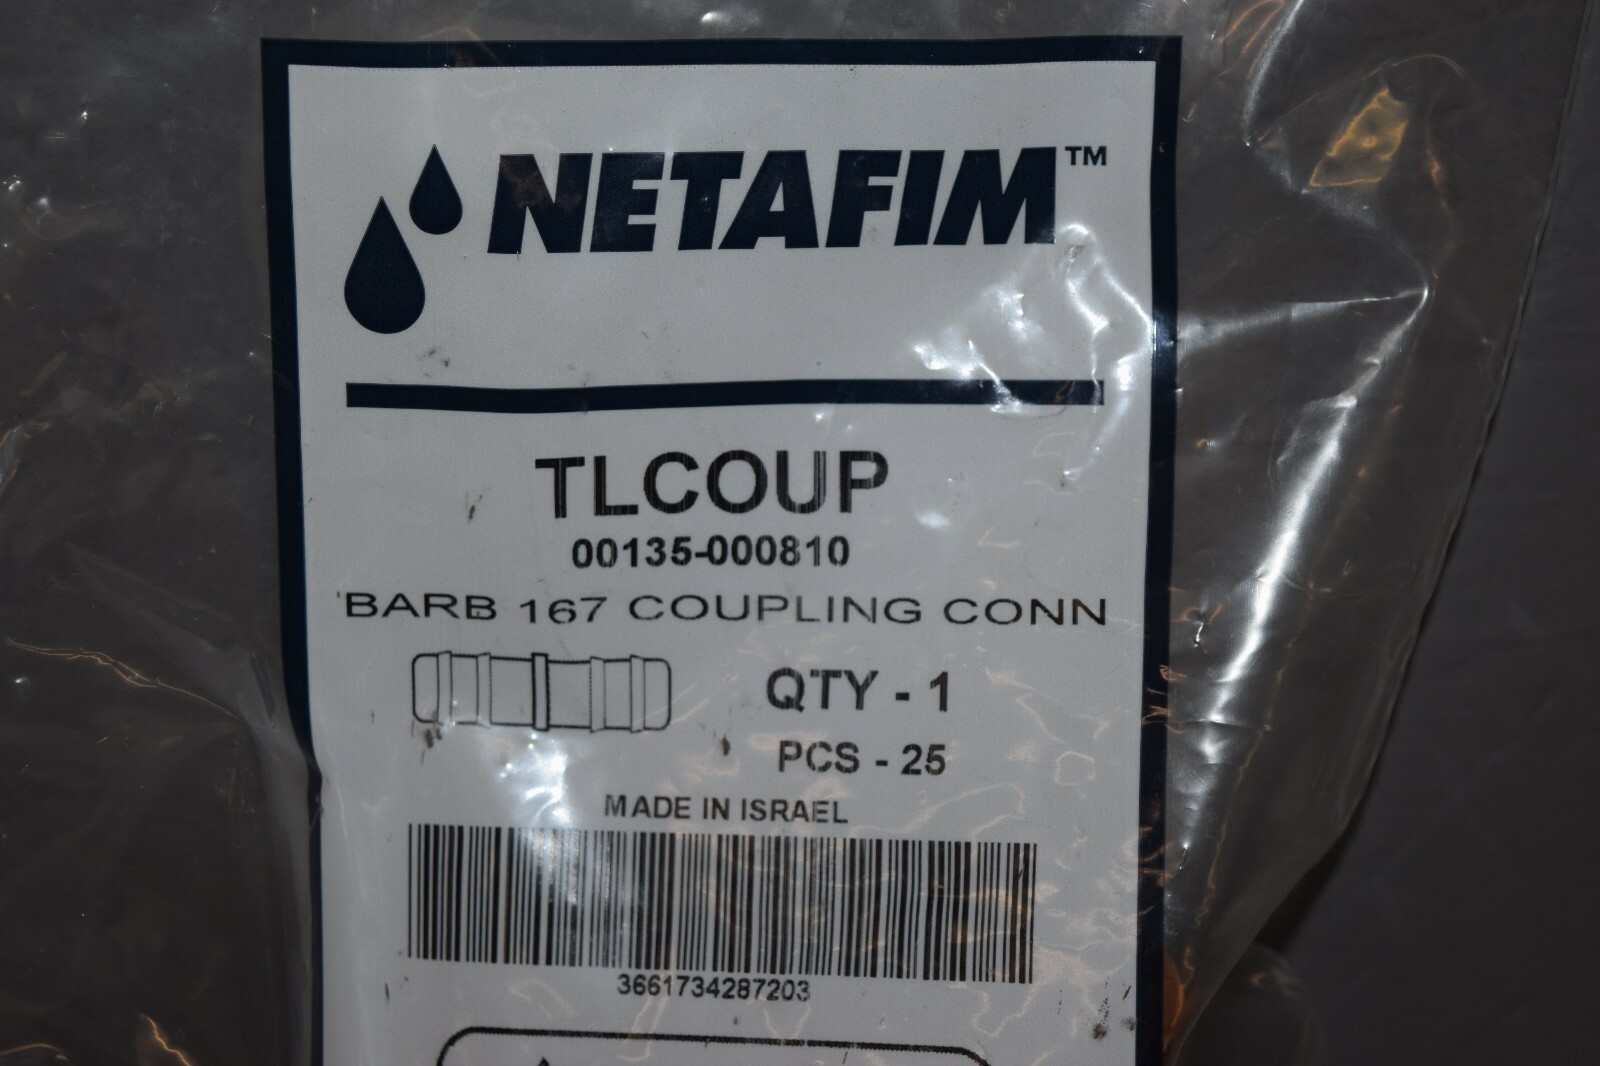 NETAFIM™
TLCOUP
00135-000810
'BARB 167 COUPLING CONN
QTY - 1
PCS - 25
MADE IN ISRAEL
3661734287203